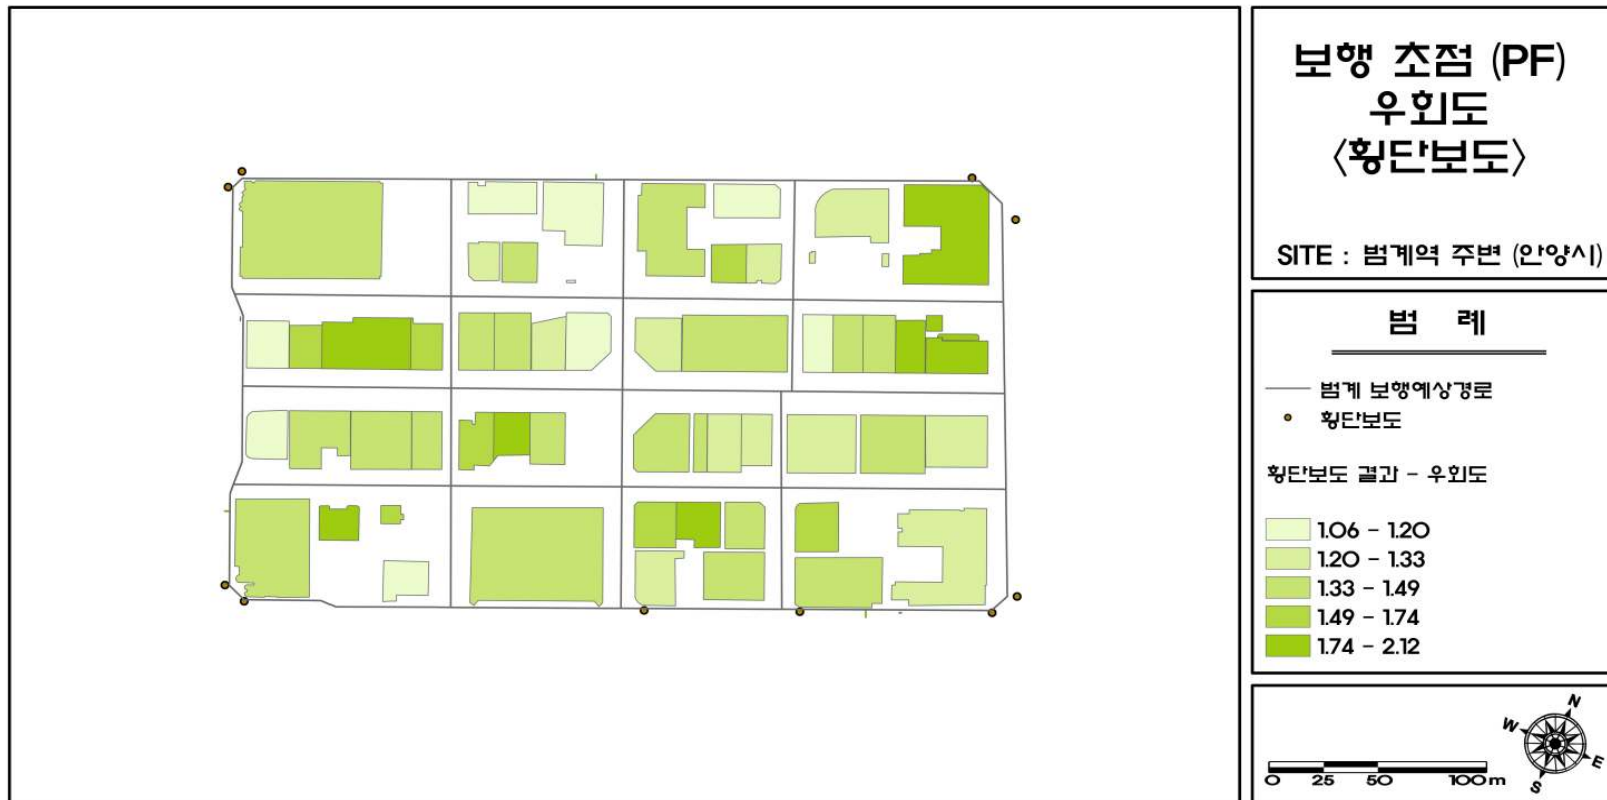 보행 초점 (PF)
우회도
〈횡단보도〉
SITE : 범계역 주변 (안양시)
범 례
범계 보행예상경로
횡단보도
횡단보도 결과 - 우회도
1.06 - 1.20
1.20 - 1.33
1.33 - 1.49
1.49 - 1.74
1.74 - 2.12
N
W
E
S
0 25 50 100m